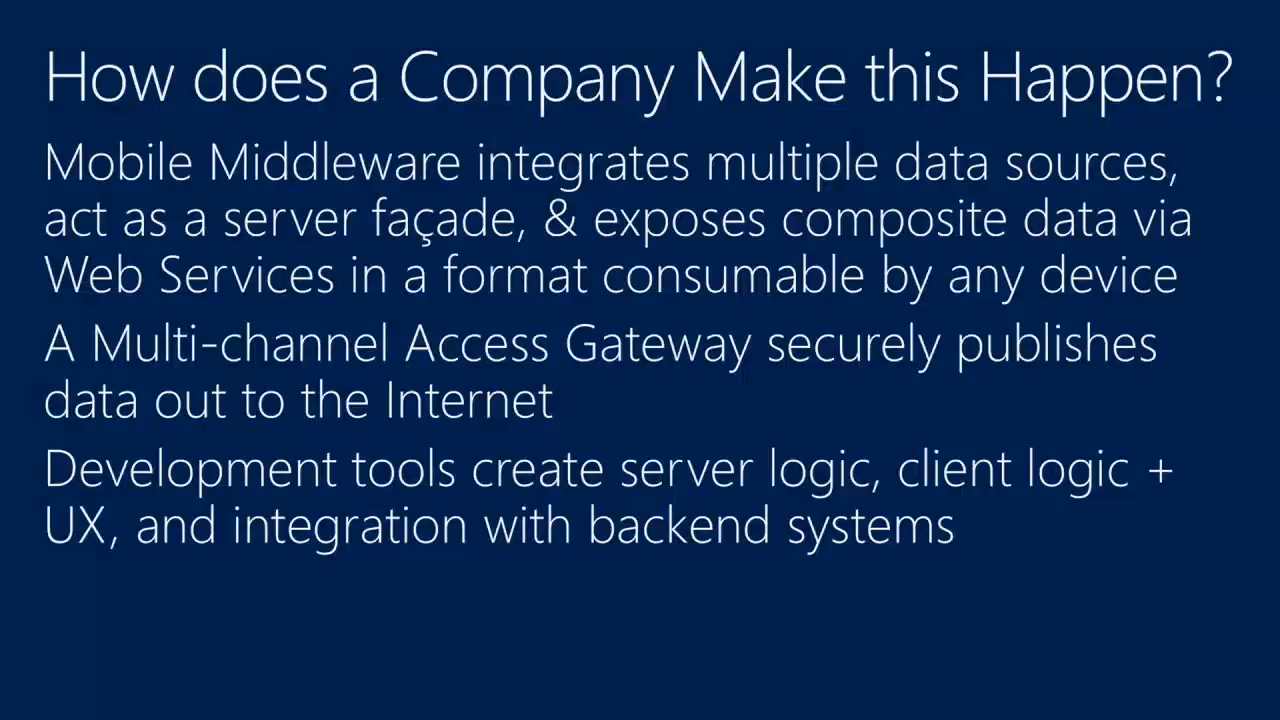 How does a Company Make this Happen?
Mobile Middleware integrates multiple data sources,
act as a server façade, & exposes composite data via
Web Services in a format consumable by any device
A Multi-channel Access Gateway securely publishes
data out to the Internet
Development tools create server logic, client logic +
UX, and integration with backend systems